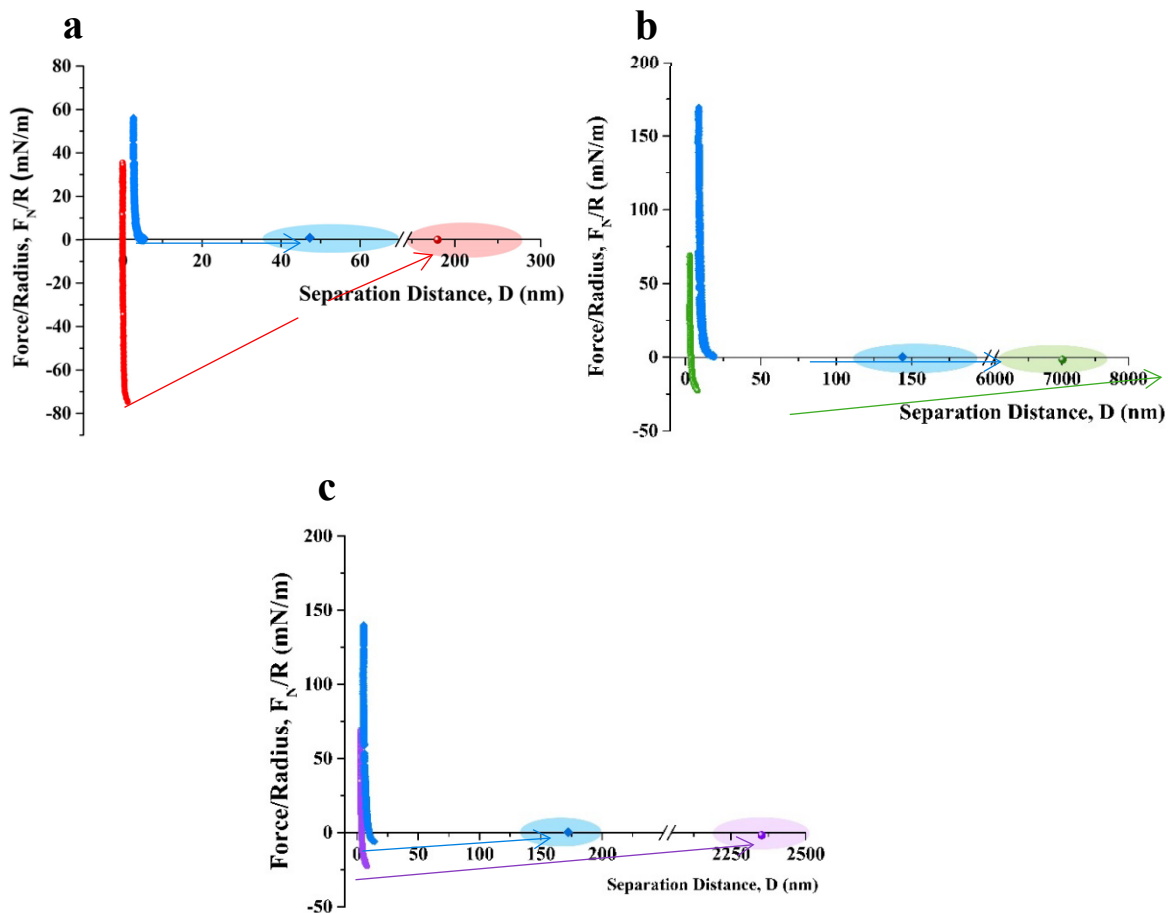 a
80
60
40
20
0
-20
-40
-60
-80
Force/Radius, F_N/R (mN/m)
0 20 40 60 200 300
Separation Distance, D (nm)
b
200
150
100
50
0
-50
Force/Radius, F_N/R (mN/m)
0 50 100 150 6000 7000 8000
Separation Distance, D (nm)
c
200
150
100
50
0
-50
Force/Radius, F_N/R (mN/m)
0 50 100 150 200 2250 2500
Separation Distance, D (nm)